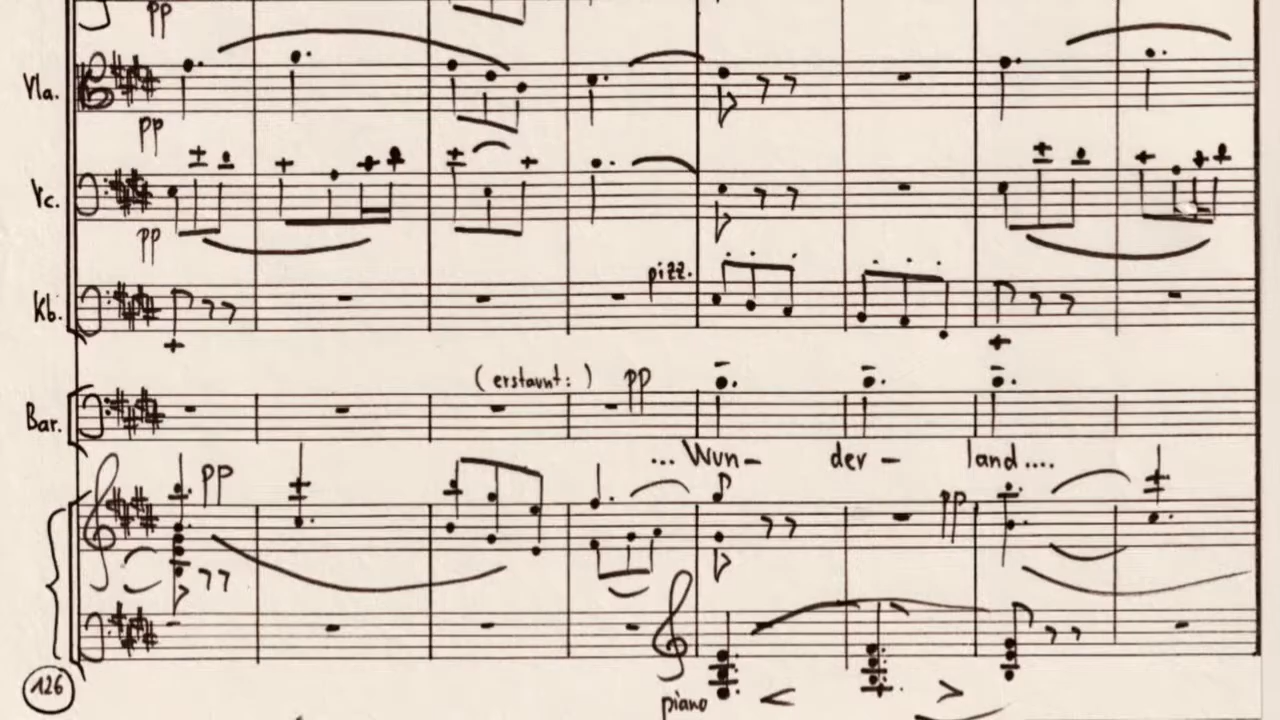 pp
Vla.
pp
Vc.
pp
pizz.
Kb.
(erstaunt:) pp
Bar.
... Wun- der- land....
pp
pp
126
piano